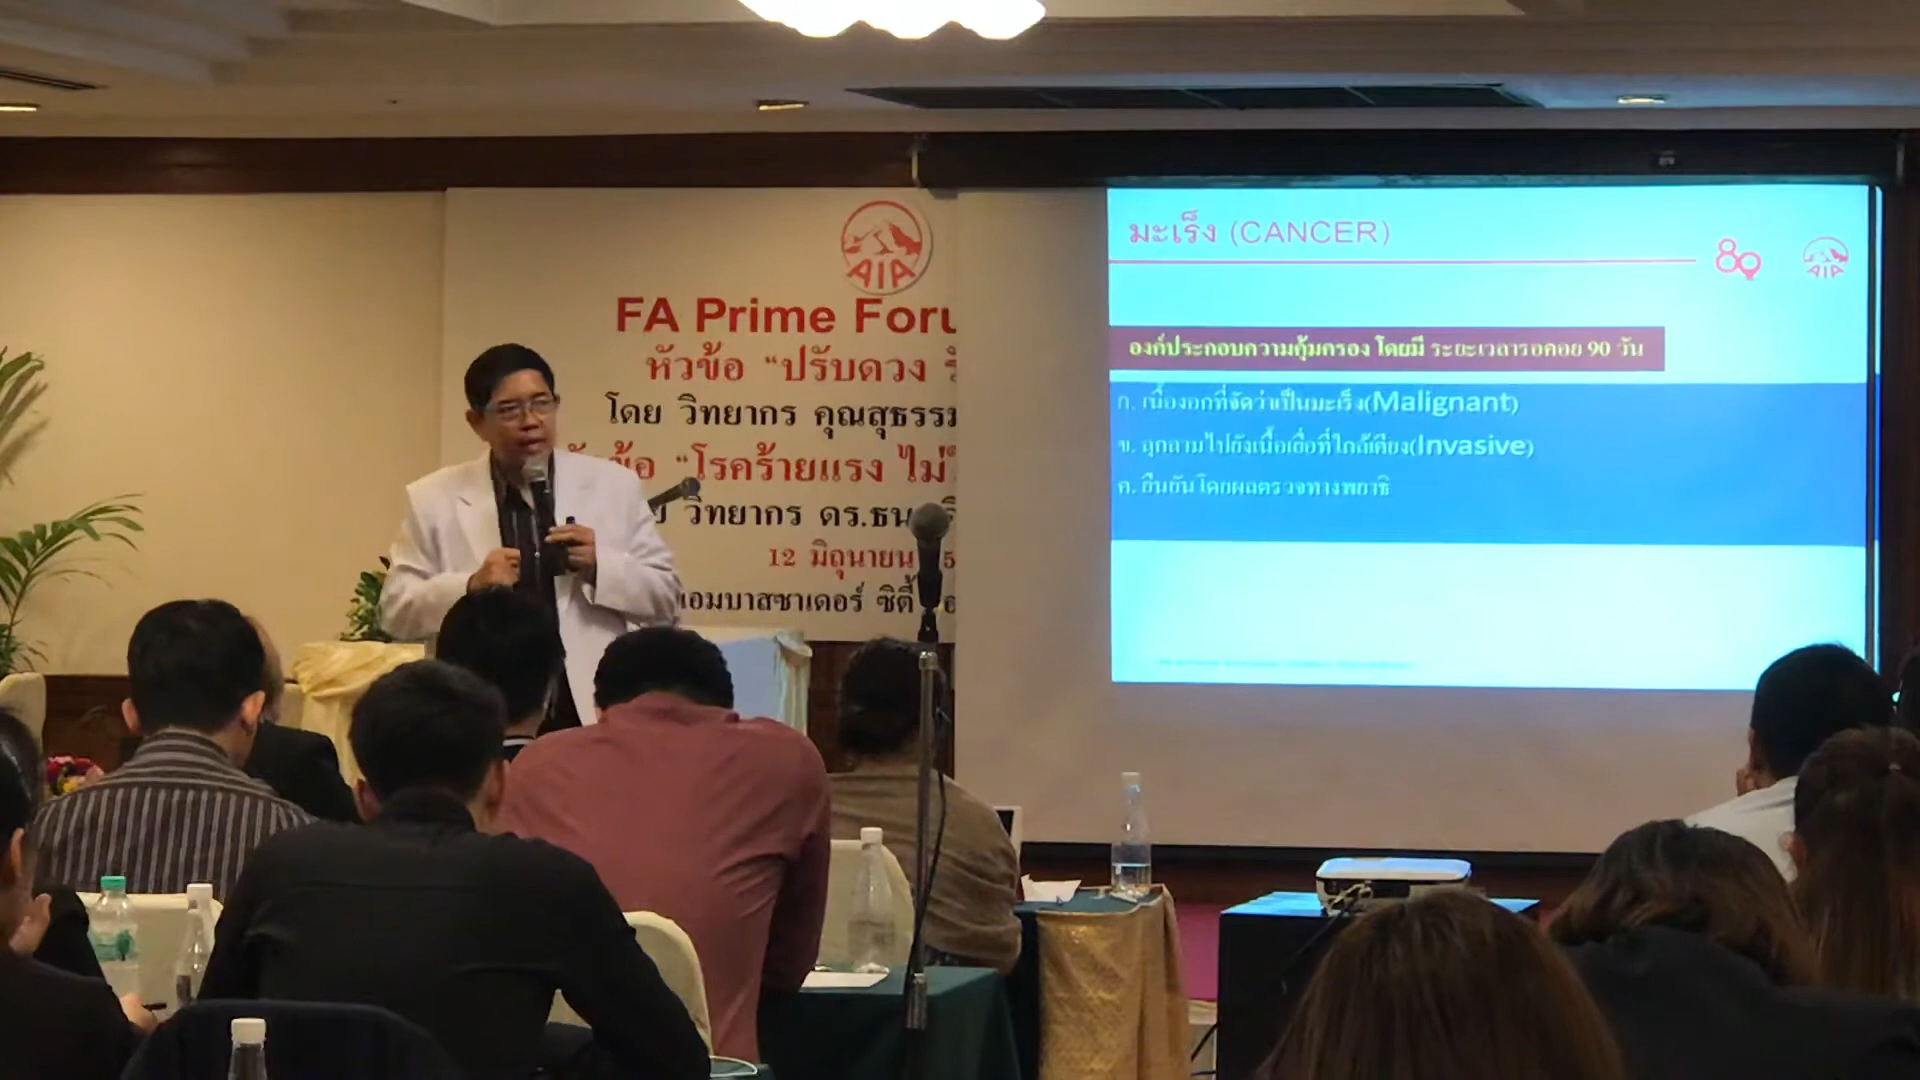 AIA
FA Prime Foru
หัวข้อ “ปรับดวง
โดย วิทยากร คุณสุธรรม
ข้อ “โรคร้ายแรง ไม่
วิทยากร ดร.ธน
12 มิถุนายน
เอมบาสซาเดอร์ ซิตี้
มะเร็ง (CANCER)
80
AIA
องค์ประกอบความคุ้มครอง โดยมี ระยะเวลารอคอย 90 วัน
ก. เนื้องอกที่จัดว่าเป็นมะเร็ง(Malignant)
ข. ลุกลามไปยังเนื้อเยื่อที่ใกล้เคียง(Invasive)
ค. ยืนยันโดยผลตรวจทางพยาธิ